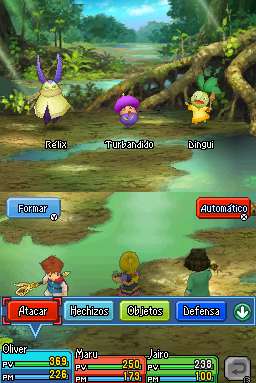 Rélix Turbandido Dingui
Formar Y
Automático X
Atacar Hechizos Objetos Defensa
Oliver Maru Jairo
PV 369 PV 250 PV 238
PM 226 PM 173 PM 100